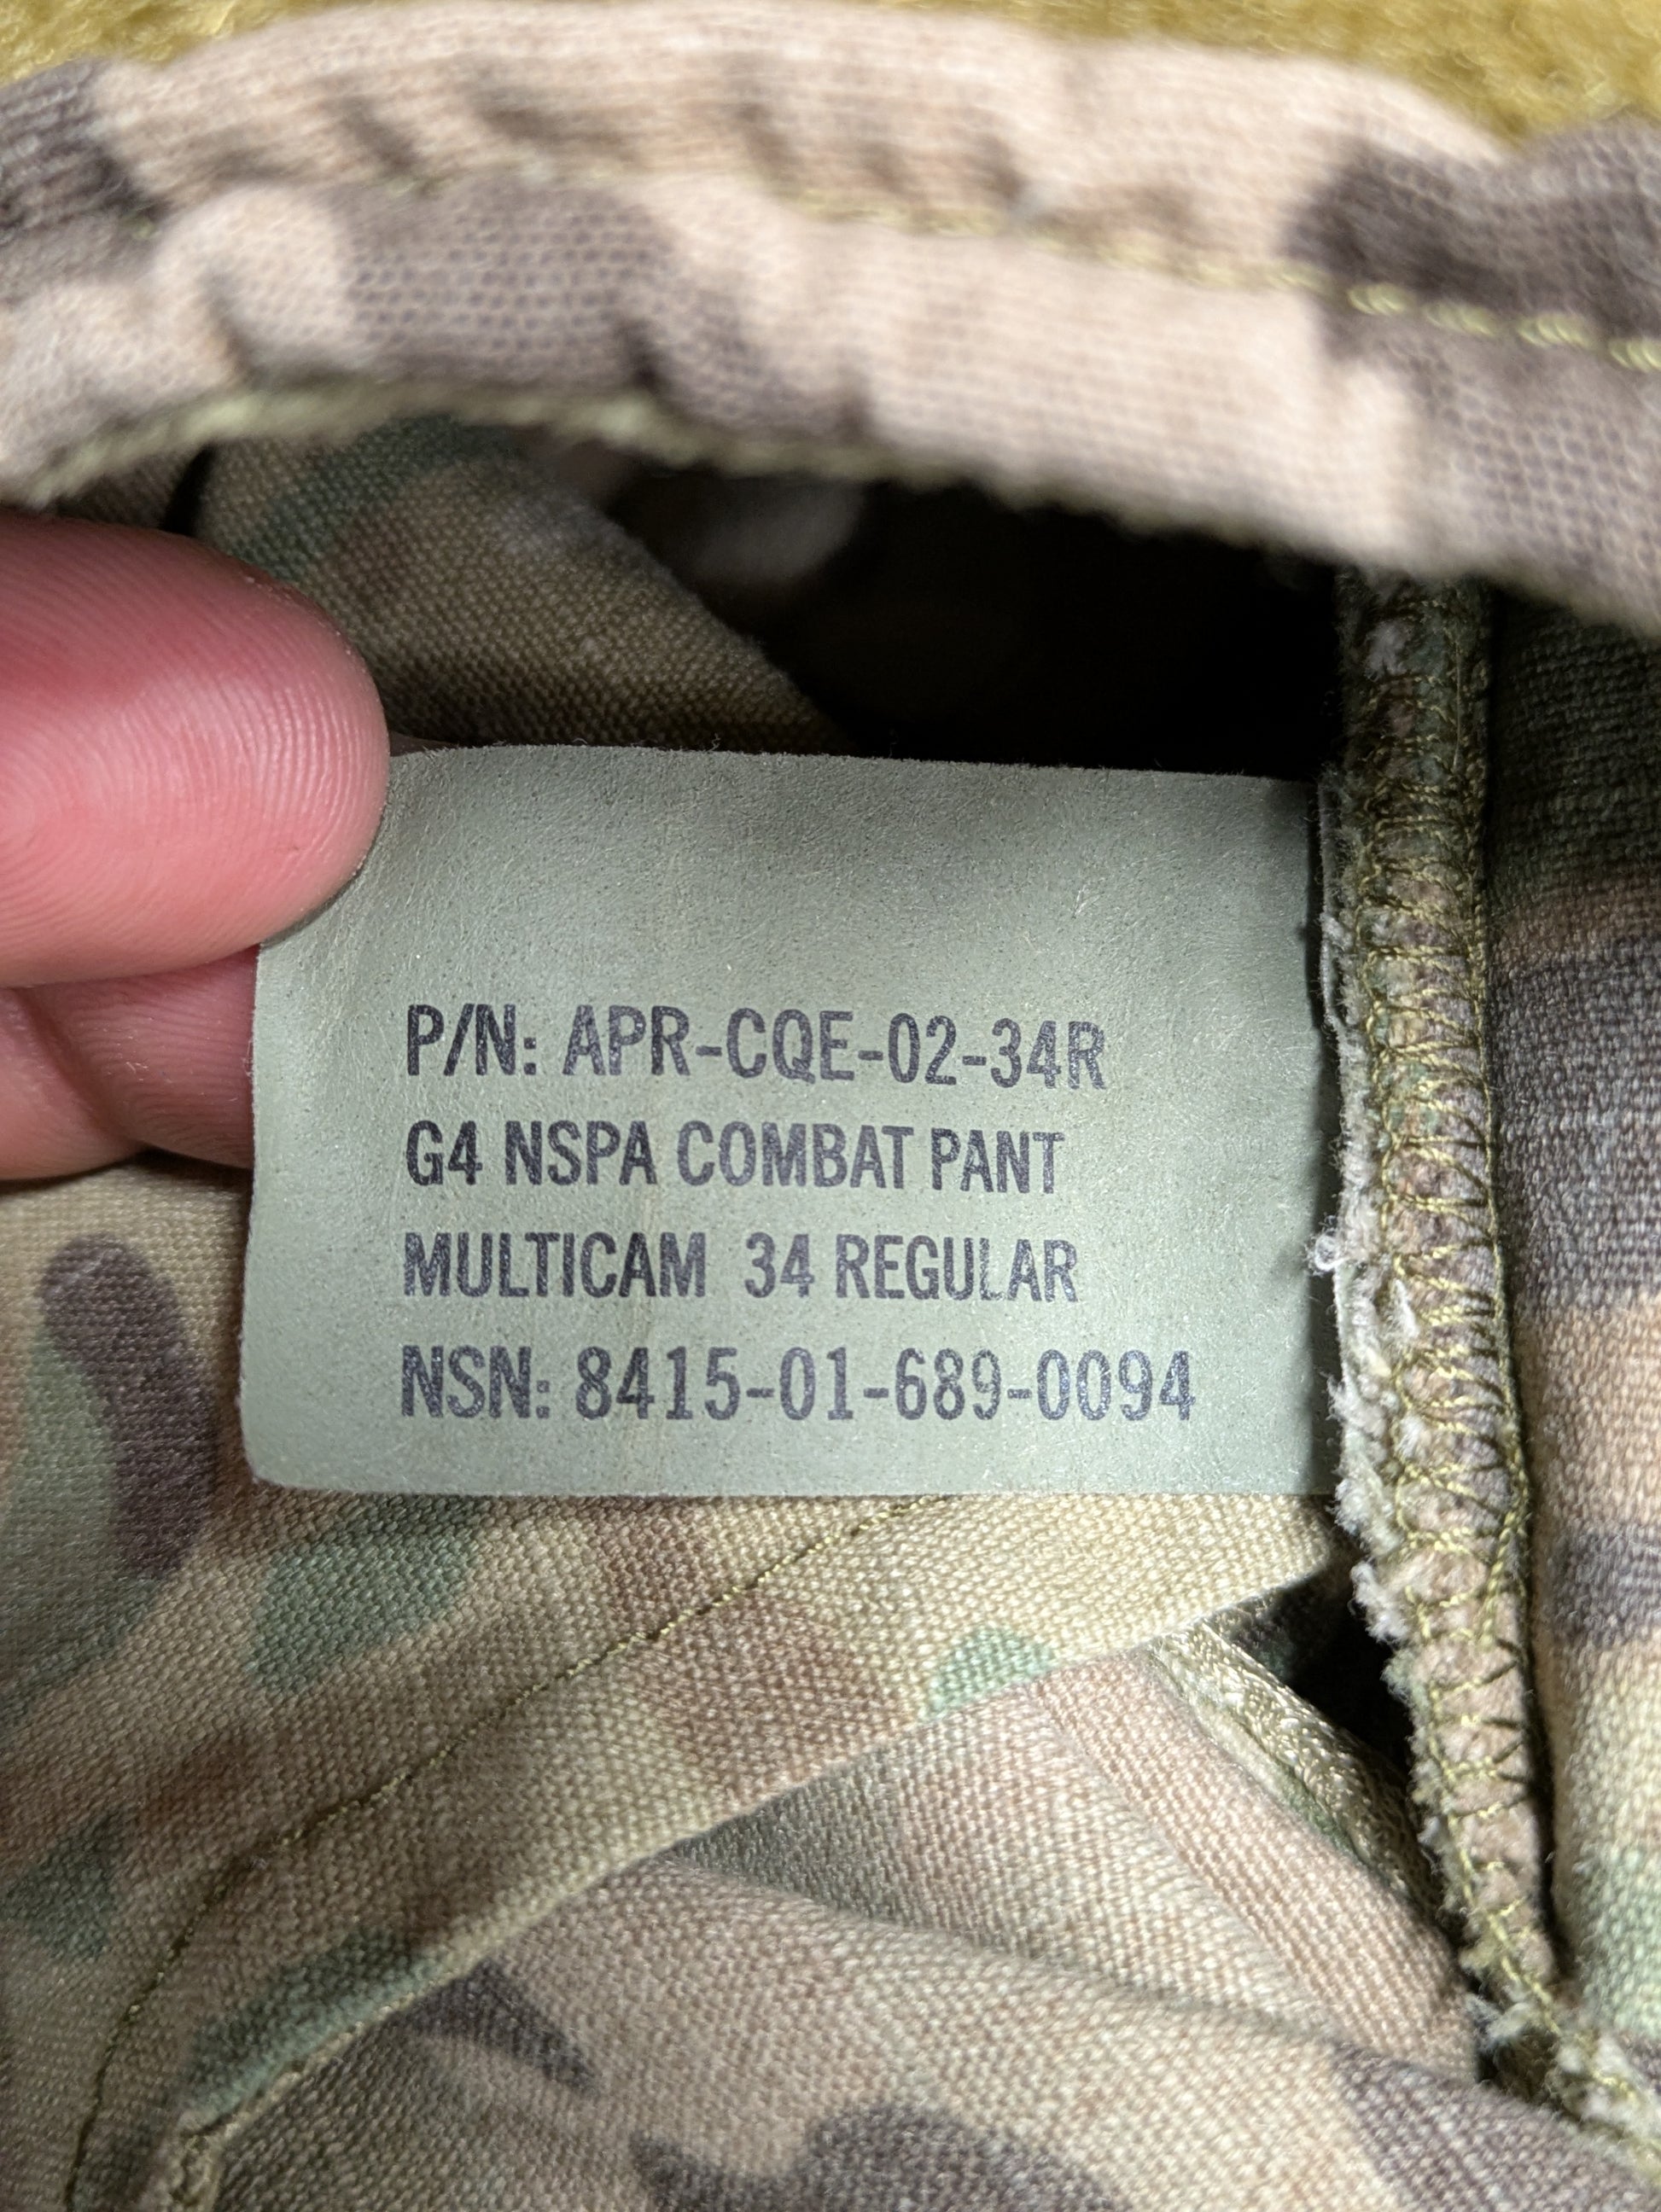 P/N: APR-CQE-02-34R
G4 NSPA COMBAT PANT
MULTICAM 34 REGULAR
NSN: 8415-01-689-0094